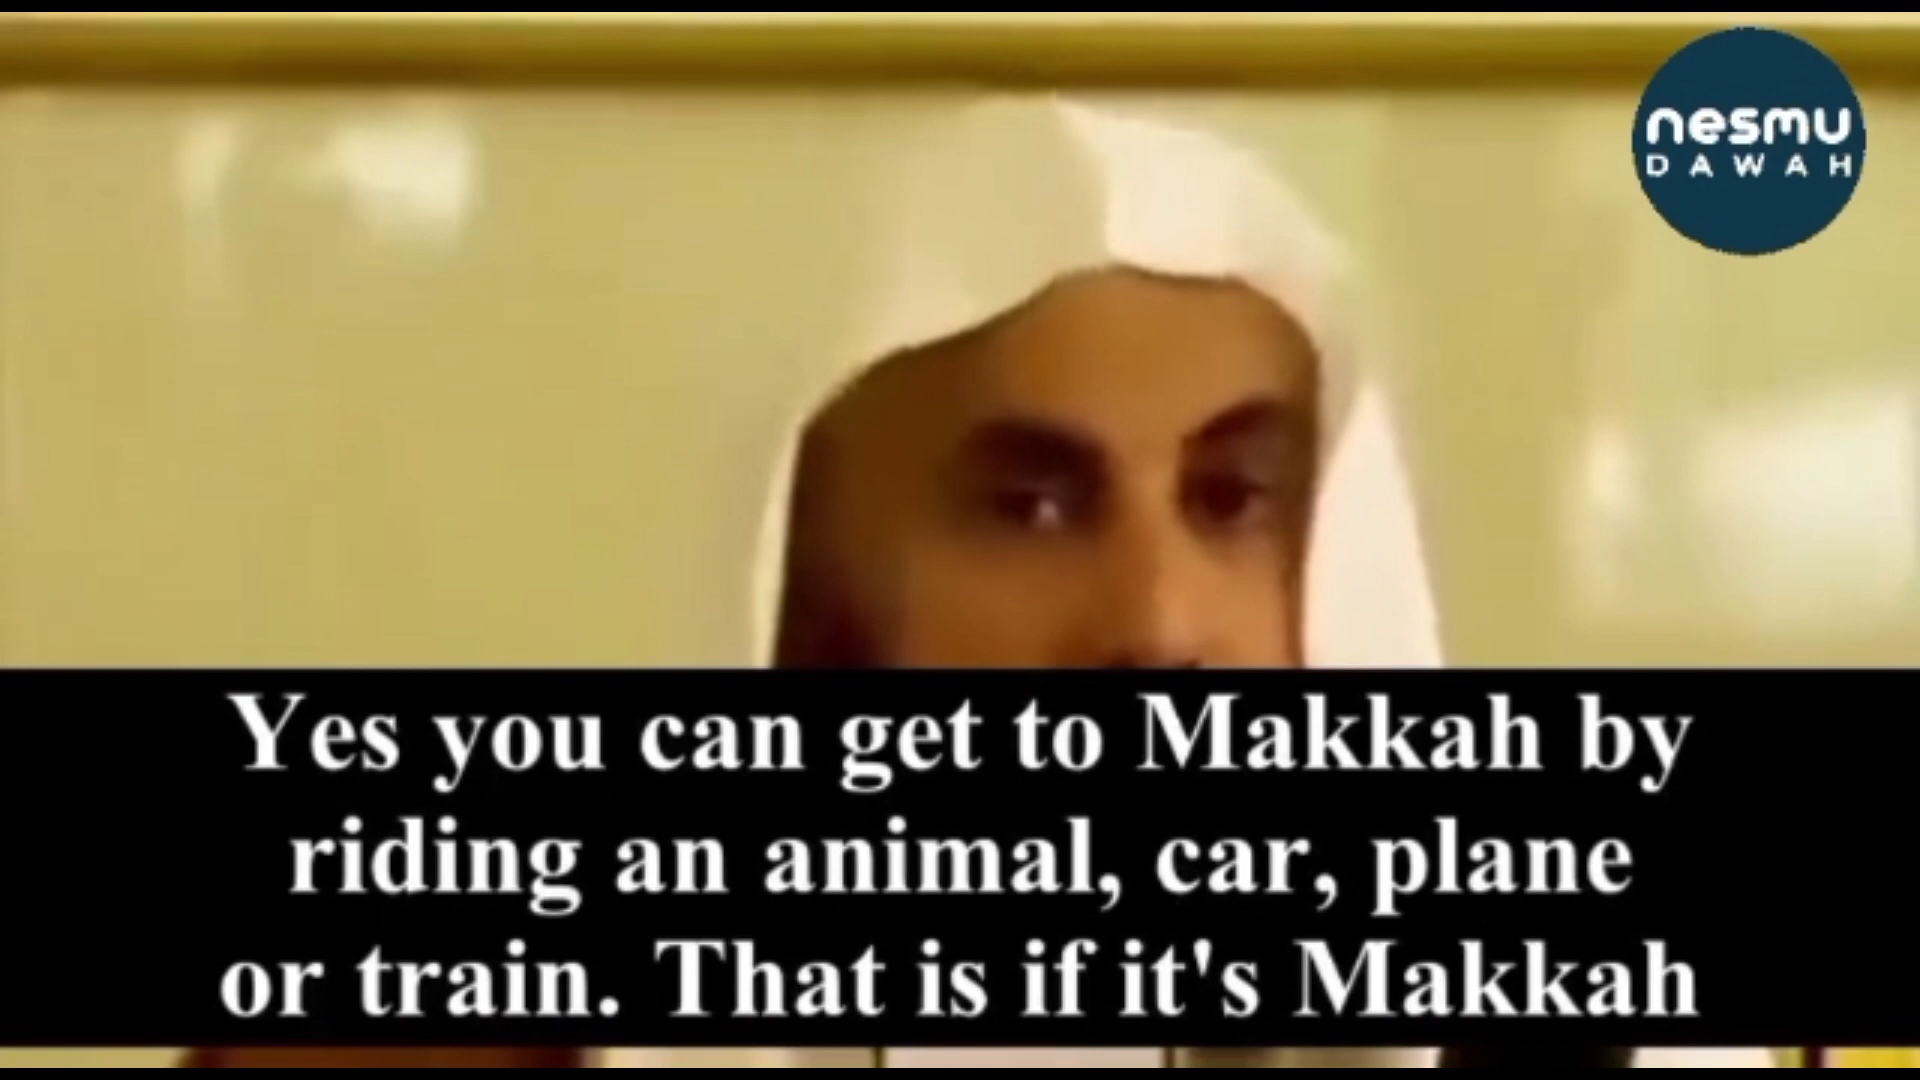 nesmu
DAWAH
Yes you can get to Makkah by
riding an animal, car, plane
or train. That is if it's Makkah